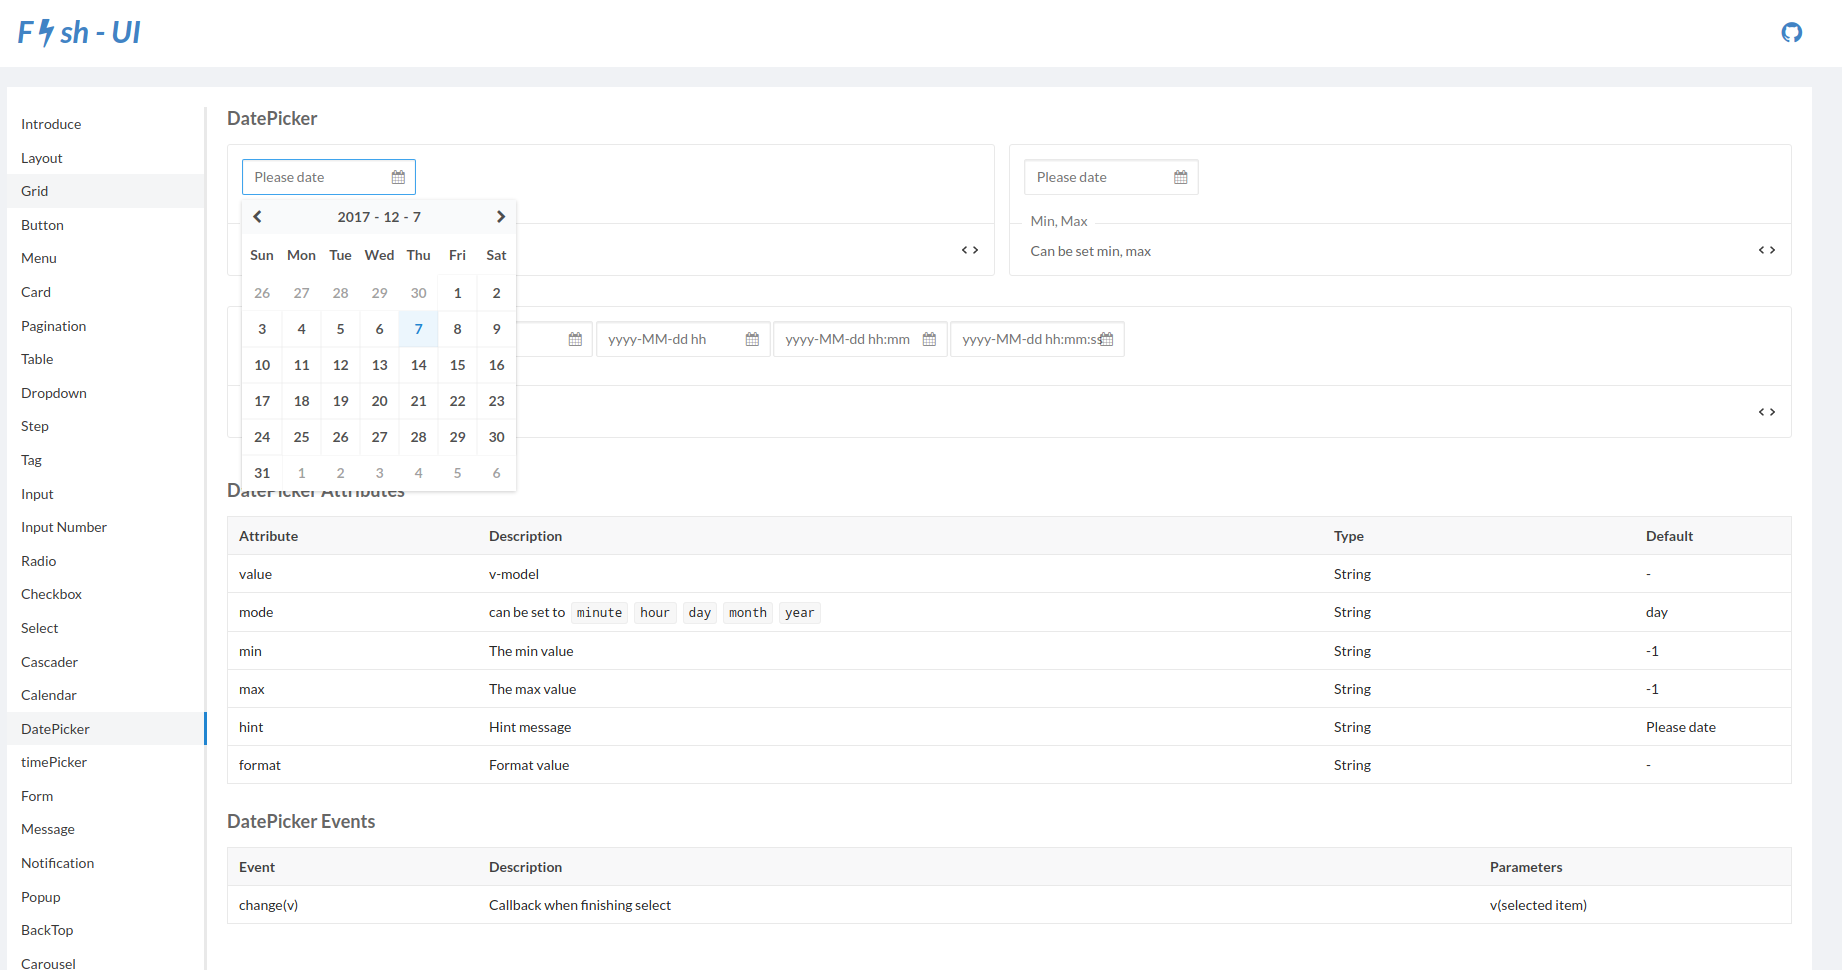 F sh - UI
Introduce
Layout
Grid
Button
Menu
Card
Pagination
Table
Dropdown
Step
Tag
Input
Input Number
Radio
Checkbox
Select
Cascader
Calendar
DatePicker
timePicker
Form
Message
Notification
Popup
BackTop
Carousel
DatePicker
Please date
2017 - 12 - 7
Sun Mon Tue Wed Thu Fri Sat
26 27 28 29 30 1 2
3 4 5 6 7 8 9
10 11 12 13 14 15 16
17 18 19 20 21 22 23
24 25 26 27 28 29 30
31 1 2 3 4 5 6
< >
Please date
Min, Max
Can be set min, max
< >
yyyy-MM-dd hh
yyyy-MM-dd hh:mm
yyyy-MM-dd hh:mm:ss
< >
DatePicker Attributes
Attribute Description Type Default
value v-model String -
mode can be set to minute hour day month year String day
min The min value String -1
max The max value String -1
hint Hint message String Please date
format Format value String -
DatePicker Events
Event Description Parameters
change(v) Callback when finishing select v(selected item)